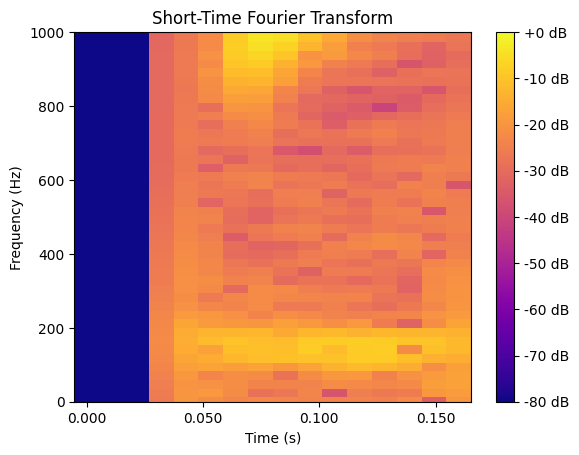 Short-Time Fourier Transform
Frequency (Hz)
1000
800
600
400
200
0
0.000
0.050
0.100
0.150
Time (s)
+0 dB
-10 dB
-20 dB
-30 dB
-40 dB
-50 dB
-60 dB
-70 dB
-80 dB